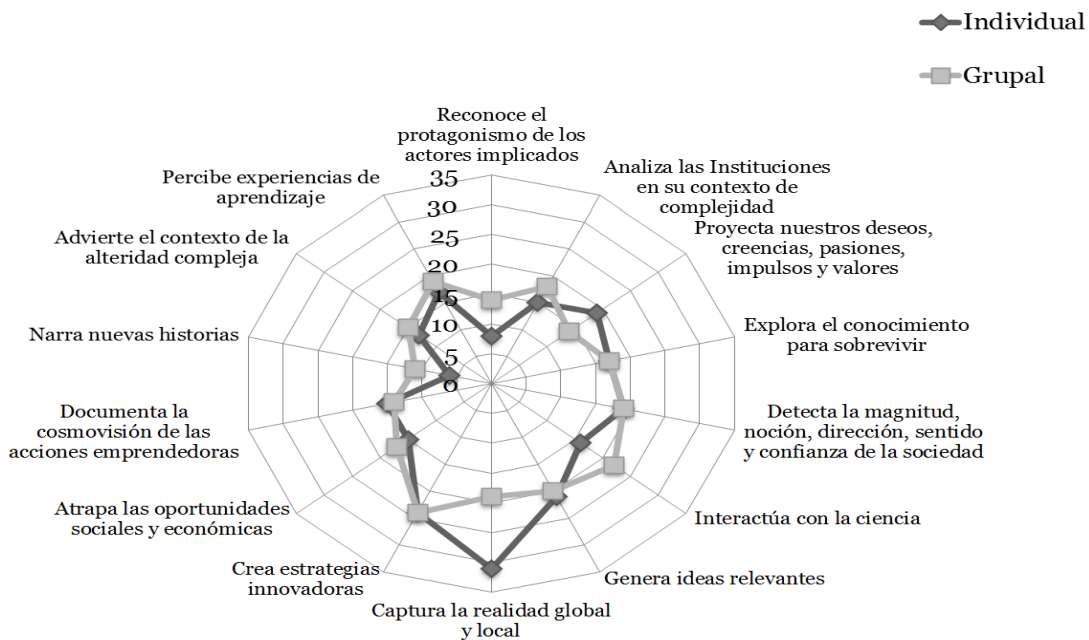 Individual
Grupal
Reconoce el
protagonismo de los
actores implicados
Analiza las Instituciones
en su contexto de
complejidad
Proyecta nuestros deseos,
creencias, pasiones,
impulsos y valores
Explora el conocimiento
para sobrevivir
Detecta la magnitud,
noción, dirección, sentido
y confianza de la sociedad
Interactúa con la ciencia
Genera ideas relevantes
Captura la realidad global
y local
Crea estrategias
innovadoras
Atrapa las oportunidades
sociales y económicas
Documenta la
cosmovisión de las
acciones emprendedoras
Narra nuevas historias
Advierte el contexto de la
alteridad compleja
Percibe experiencias de
aprendizaje
35
30
25
20
15
10
5
0